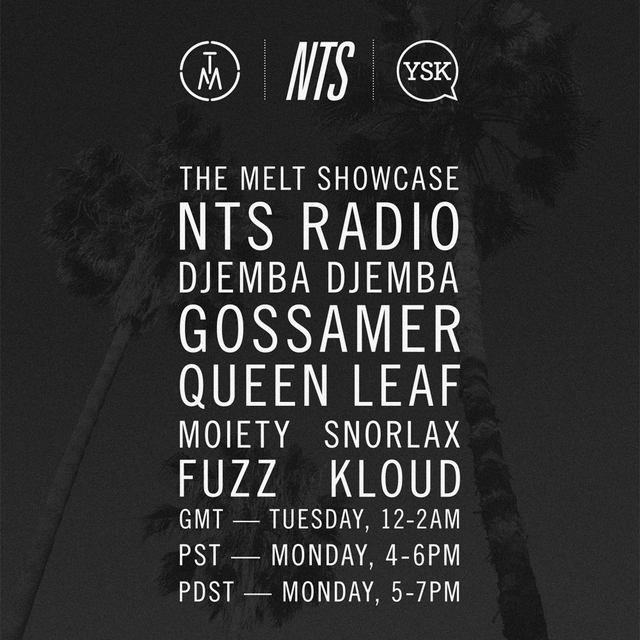 TM NTS YSK
THE MELT SHOWCASE
NTS RADIO
DJEMBA DJEMBA
GOSSAMER
QUEEN LEAF
MOIETY SNORLAX
FUZZ KLOUD
GMT — TUESDAY, 12-2AM
PST — MONDAY, 4-6PM
PDST — MONDAY, 5-7PM